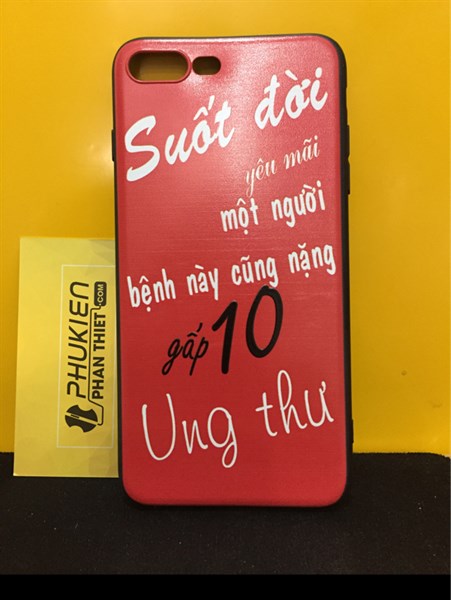 Suốt đời
yêu mãi
một người
bệnh này cũng nặng
gấp 10
Ung thư
PHUKIEN
PHAN THIET.COM